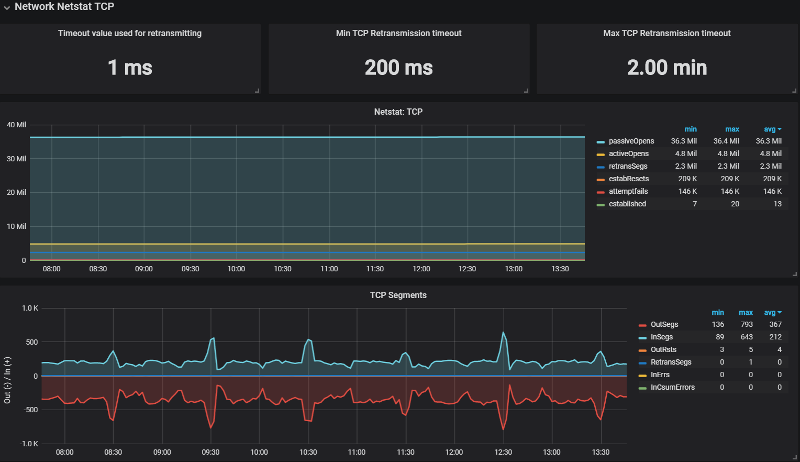 Network Netstat TCP
Timeout value used for retransmitting
Min TCP Retransmission timeout
Max TCP Retransmission timeout
1 ms
200 ms
2.00 min
Netstat: TCP
40 Mil
30 Mil
20 Mil
10 Mil
0
08:00 08:30 09:00 09:30 10:00 10:30 11:00 11:30 12:00 12:30 13:00 13:30
min max avg
passiveOpens 36.3 Mil 36.4 Mil 36.3 Mil
activeOpens 4.8 Mil 4.8 Mil 4.8 Mil
retransSegs 2.3 Mil 2.3 Mil 2.3 Mil
estabResets 209 K 209 K 209 K
attemptfails 146 K 146 K 146 K
established 7 20 13
TCP Segments
Out (-) / In (+)
1.0 K
500
0
-500
-1.0 K
08:00 08:30 09:00 09:30 10:00 10:30 11:00 11:30 12:00 12:30 13:00 13:30
min max avg
OutSegs 136 793 367
InSegs 89 643 212
OutRsts 3 5 4
RetransSegs 0 1 0
InErrs 0 0 0
InCsumErrors 0 0 0